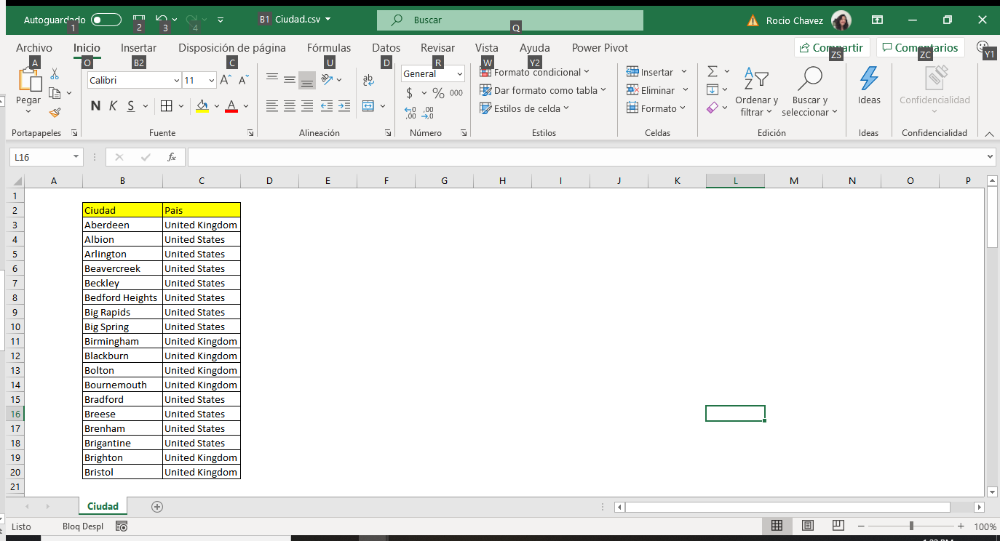 Autoguardado B1 Ciudad.csv Buscar Rocio Chavez
1 2 3 4 Q
Archivo Inicio Insertar Disposición de página Fórmulas Datos Revisar Vista Ayuda Power Pivot Compartir Comentarios
A O B2 C U D R W Y2 ZS ZC Y1
Calibri 11 General Formato condicional Insertar
Pegar N K S $ % 000 Dar formato como tabla Eliminar Ordenar y filtrar Buscar y seleccionar Ideas Confidencialidad
Estilos de celda Formato
Portapapeles Fuente Alineación Número Estilos Celdas Edición Ideas Confidencialidad
L16 fx
A B C D E F G H I J K L M N O P
1
2 Ciudad Pais
3 Aberdeen United Kingdom
4 Albion United States
5 Arlington United States
6 Beavercreek United States
7 Beckley United States
8 Bedford Heights United States
9 Big Rapids United States
10 Big Spring United States
11 Birmingham United Kingdom
12 Blackburn United Kingdom
13 Bolton United Kingdom
14 Bournemouth United Kingdom
15 Bradford United States
16 Breese United States
17 Brenham United States
18 Brigantine United States
19 Brighton United Kingdom
20 Bristol United Kingdom
21
Ciudad
Listo Bloq Despl 100%